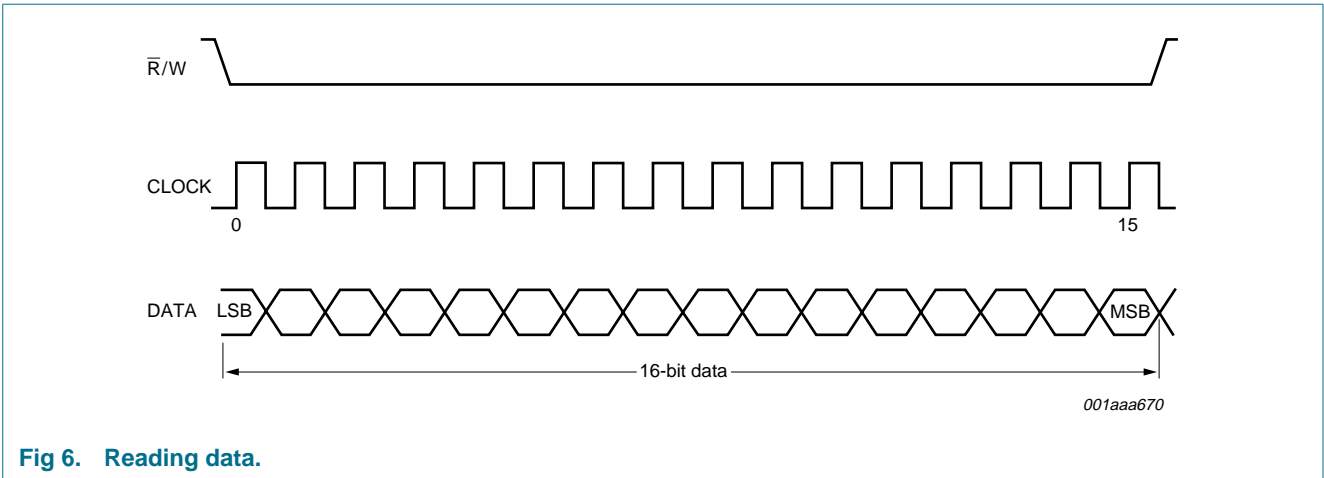 R̅/W
CLOCK
0 15
DATA LSB MSB
16-bit data
001aaa670
Fig 6. Reading data.